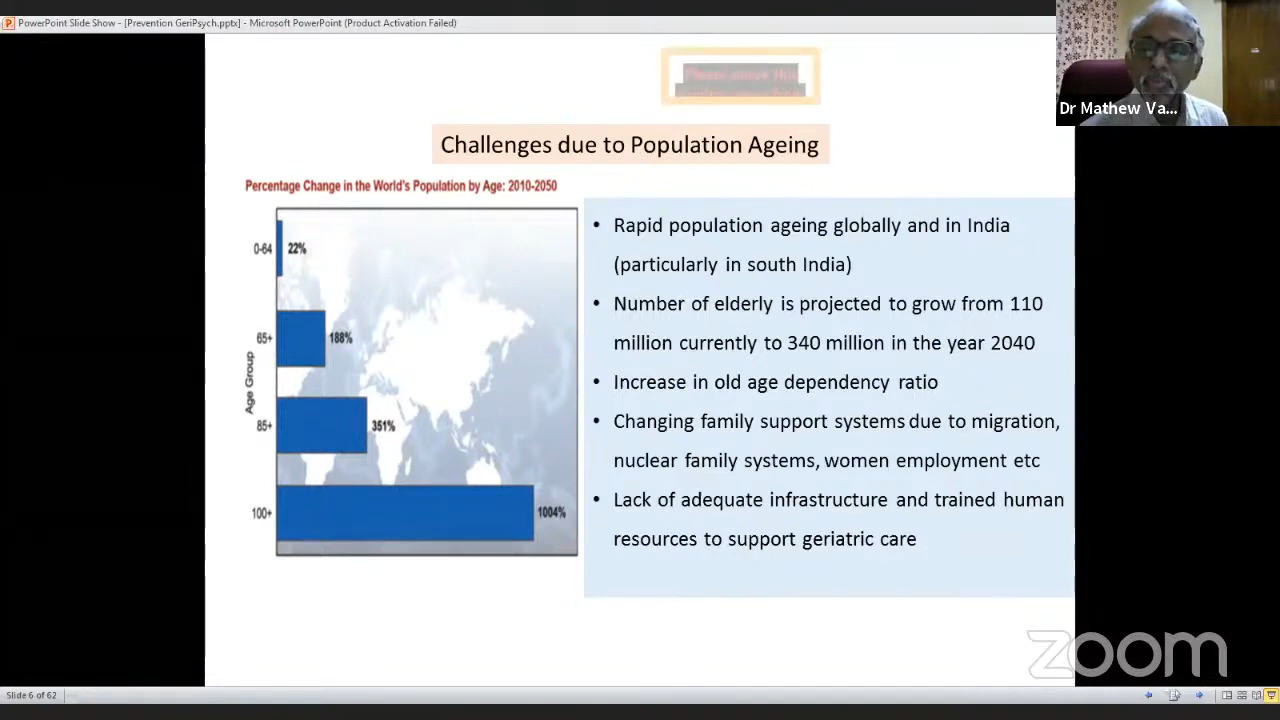 PowerPoint Slide Show - [Prevention GeriPsych.pptx] - Microsoft PowerPoint (Product Activation Failed)
Dr Mathew Va...
Challenges due to Population Ageing
Percentage Change in the World's Population by Age: 2010-2050
Age Group
0-64 22%
65+ 188%
85+ 351%
100+ 1004%
• Rapid population ageing globally and in India
(particularly in south India)
• Number of elderly is projected to grow from 110
million currently to 340 million in the year 2040
• Increase in old age dependency ratio
• Changing family support systems due to migration,
nuclear family systems, women employment etc
• Lack of adequate infrastructure and trained human
resources to support geriatric care
zoom
Slide 6 of 62